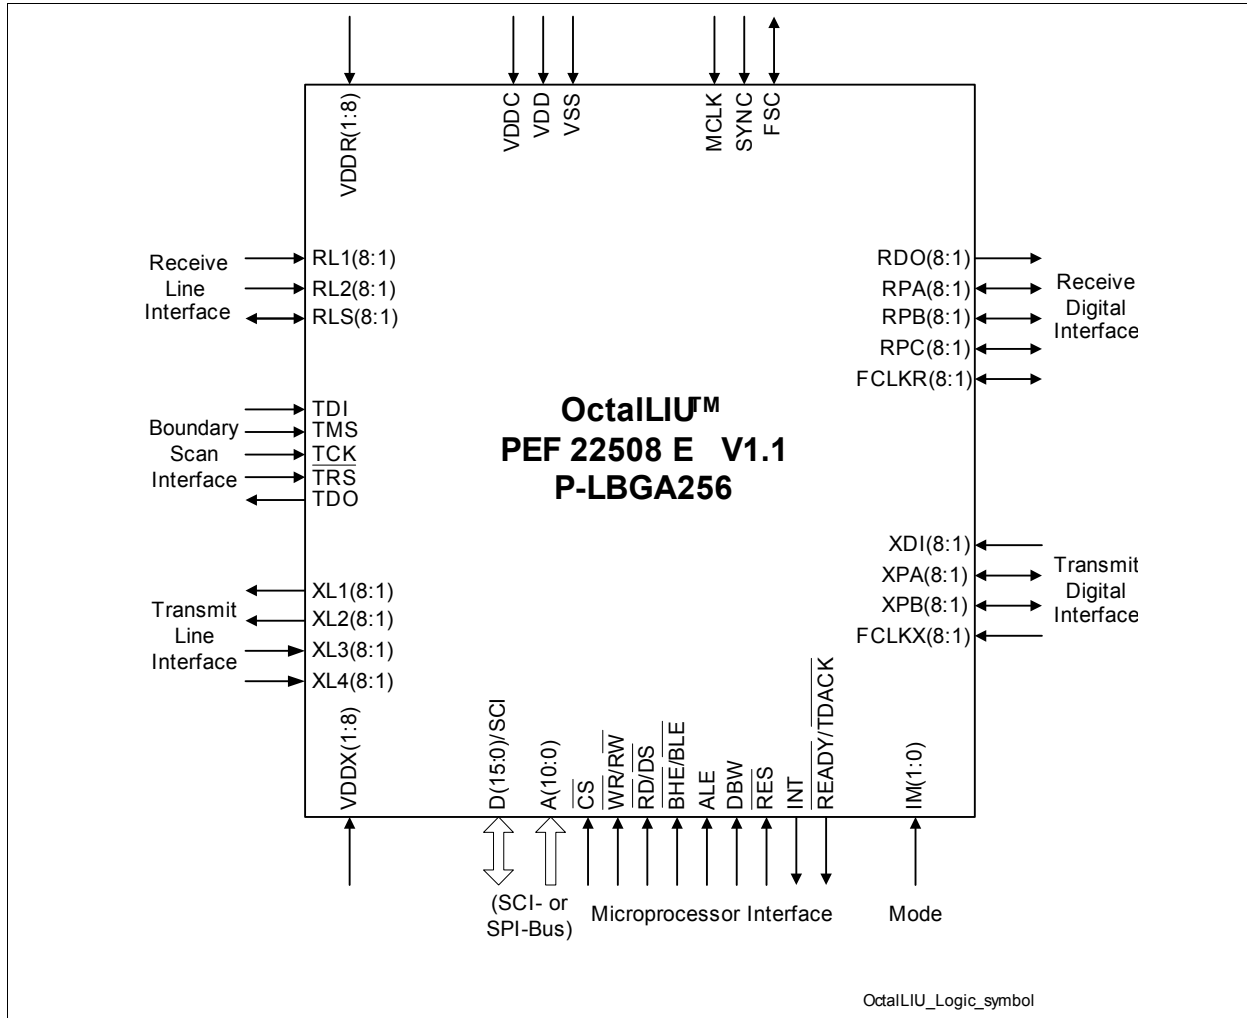 VDDR(1:8)
VDDC
VDD
VSS
MCLK
SYNC
FSC
Receive
Line
Interface
RL1(8:1)
RL2(8:1)
RLS(8:1)
RDO(8:1)
RPA(8:1)
RPB(8:1)
RPC(8:1)
FCLKR(8:1)
Receive
Digital
Interface
Boundary
Scan
Interface
TDI
TMS
TCK
TRS
TDO
OctalLIU™
PEF 22508 E V1.1
P-LBGA256
XDI(8:1)
XPA(8:1)
XPB(8:1)
FCLKX(8:1)
Transmit
Digital
Interface
Transmit
Line
Interface
XL1(8:1)
XL2(8:1)
XL3(8:1)
XL4(8:1)
VDDX(1:8)
D(15:0)/SCI
A(10:0)
CS
WR/RW
RD/DS
BHE/BLE
ALE
DBW
RES
INT
READY/TDACK
IM(1:0)
(SCI- or
SPI-Bus)
Microprocessor Interface
Mode
OctalLIU_Logic_symbol